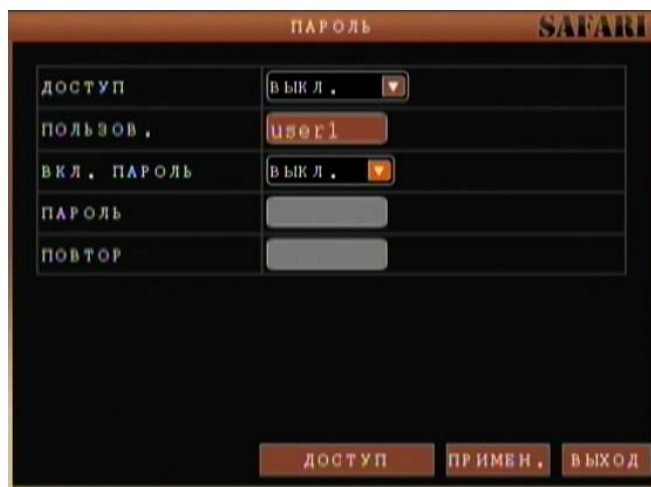 ПАРОЛЬ SAFARI
ДОСТУП ВЫКЛ.
ПОЛЬЗОВ. user1
ВКЛ. ПАРОЛЬ ВЫКЛ.
ПАРОЛЬ
ПОВТОР
ДОСТУП ПРИМЕН. ВЫХОД